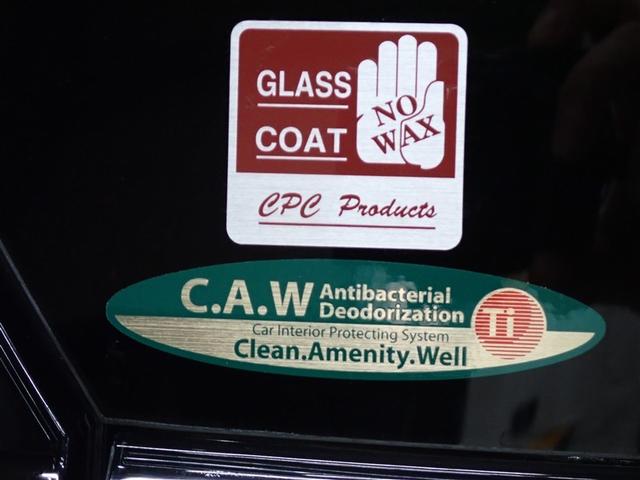 GLASS
COAT
NO
WAX
CPC Products
C.A.W Antibacterial
Deodorization
Ti
Car Interior Protecting System
Clean.Amenity.Well